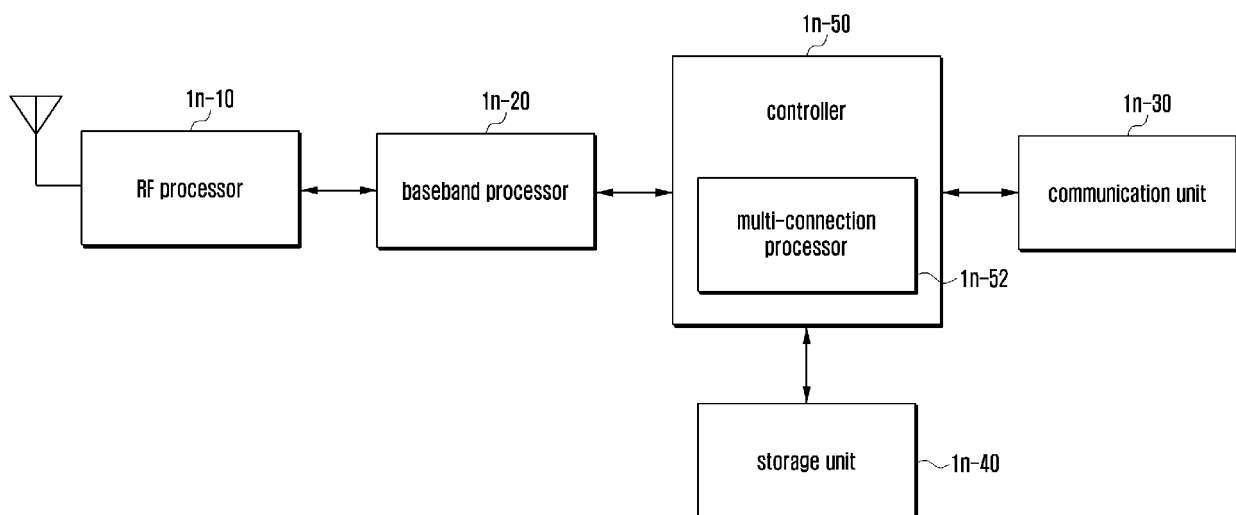 1n-50
1n-10
1n-20
controller
1n-30
RF processor
baseband processor
communication unit
multi-connection
processor
1n-52
storage unit
1n-40